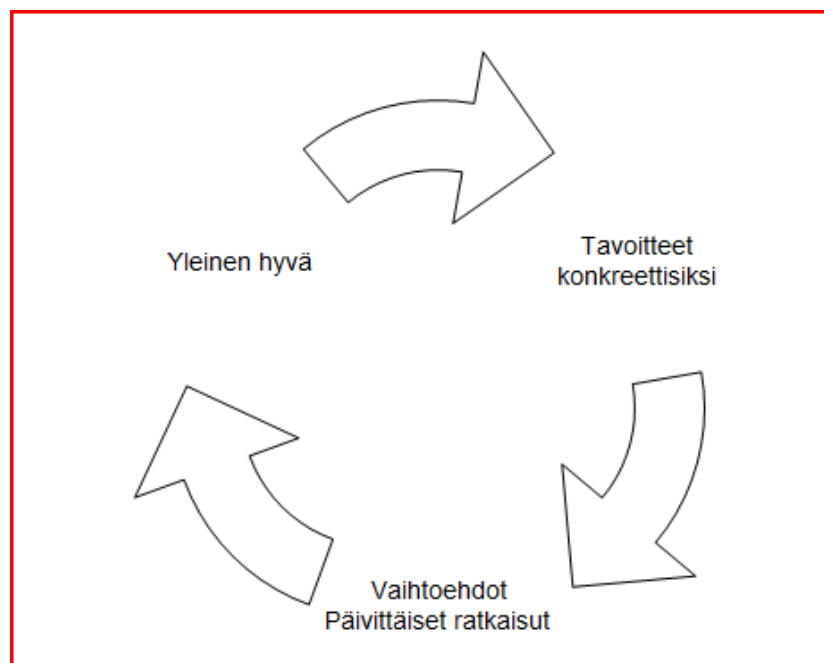 Yleinen hyvä
Tavoitteet
konkreettisiksi
Vaihtoehdot
Päivittäiset ratkaisut